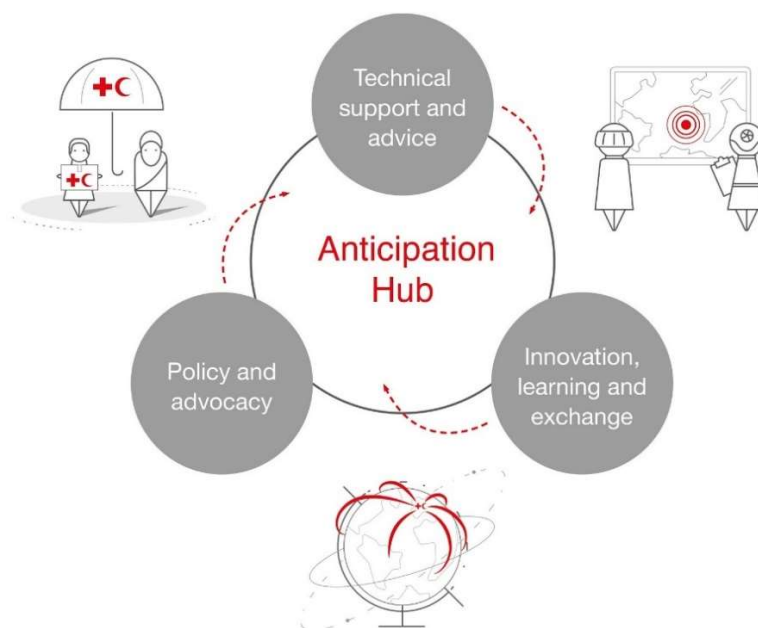 Technical
support and
advice
Anticipation
Hub
Policy and
advocacy
Innovation,
learning and
exchange